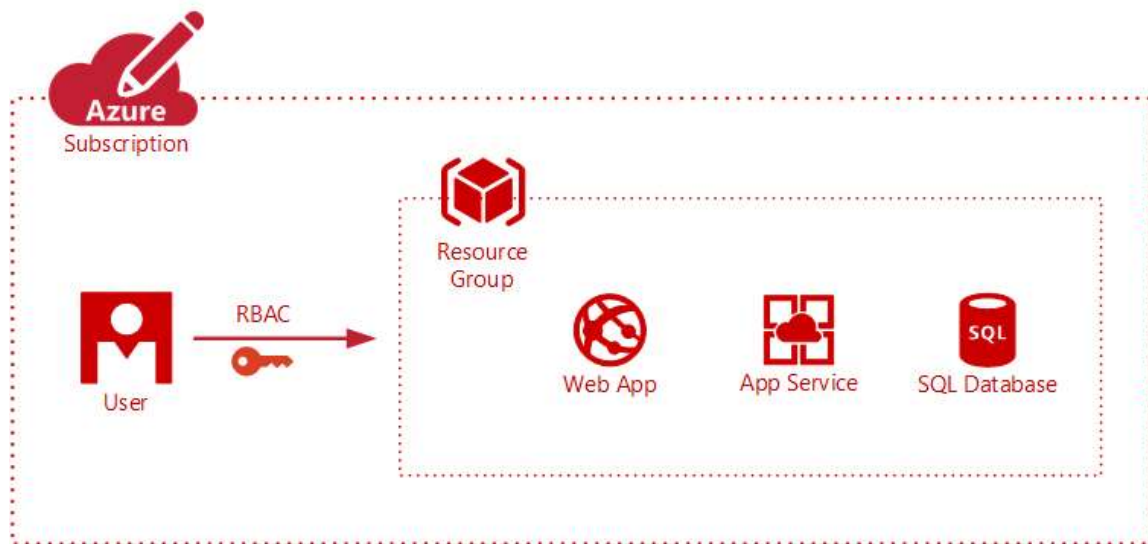 Azure
Subscription
Resource
Group
RBAC
User
Web App
App Service
SQL
SQL Database